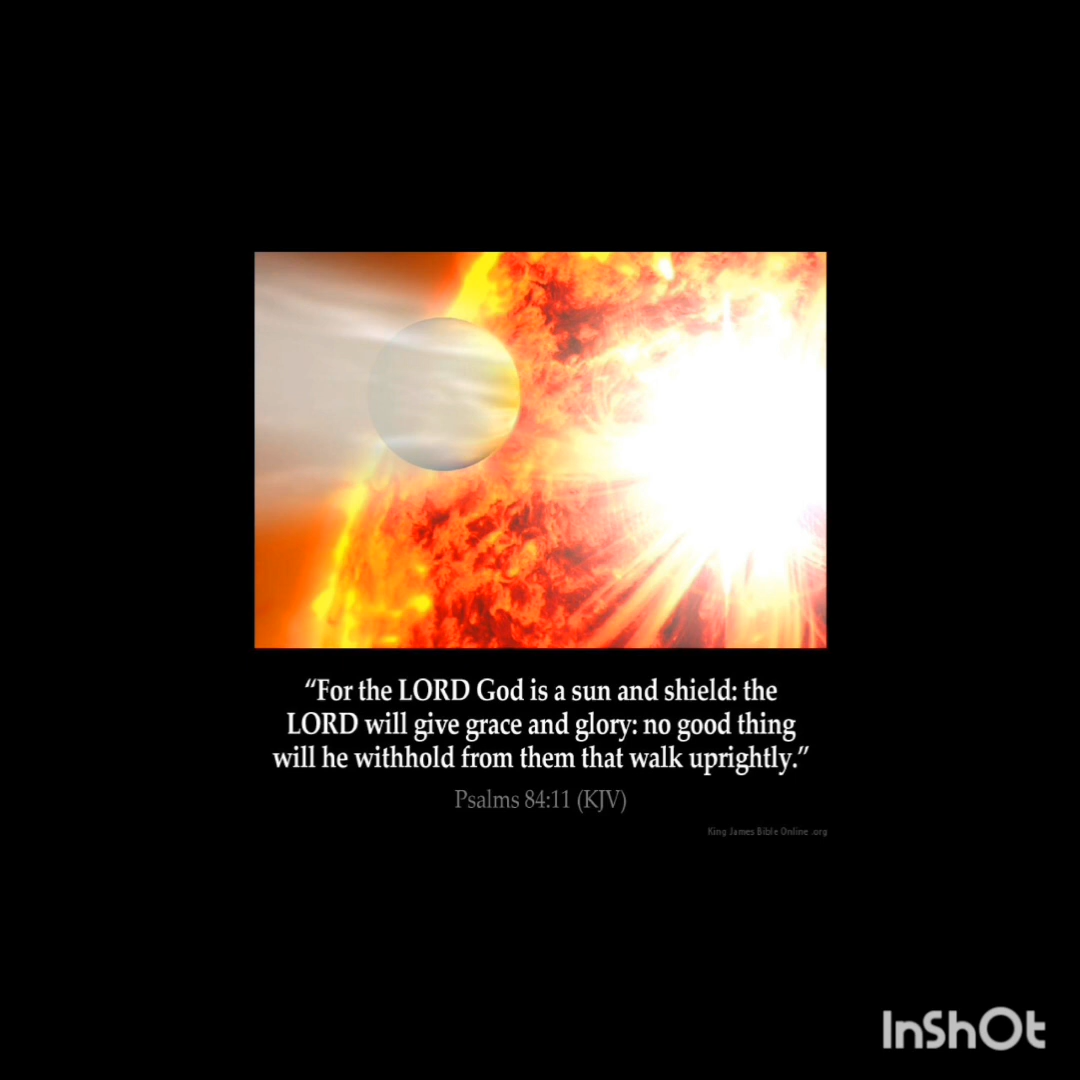 “For the LORD God is a sun and shield: the
LORD will give grace and glory: no good thing
will he withhold from them that walk uprightly.”
Psalms 84:11 (KJV)
King James Bible Online .org
InShOt